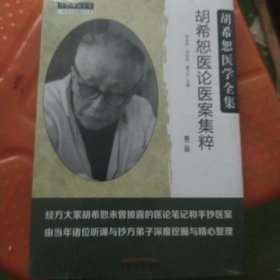 胡希恕医学全集
胡希恕医论医案集粹
第二版
经方大家胡希恕未曾披露的医论笔记和手抄医案
由当年诸位听课与抄方弟子深度挖掘与精心整理